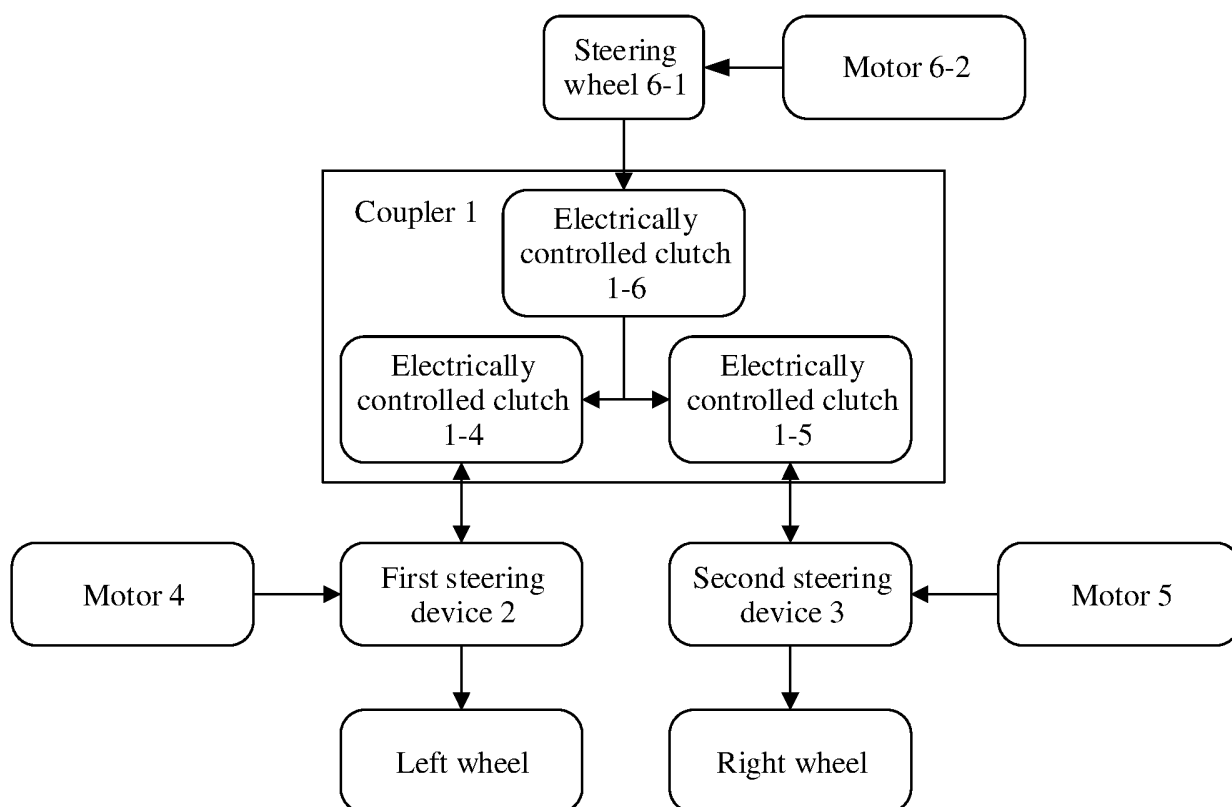 Steering
wheel 6-1
Motor 6-2
Coupler 1
Electrically
controlled clutch
1-6
Electrically
controlled clutch
1-4
Electrically
controlled clutch
1-5
Motor 4
First steering
device 2
Second steering
device 3
Motor 5
Left wheel
Right wheel